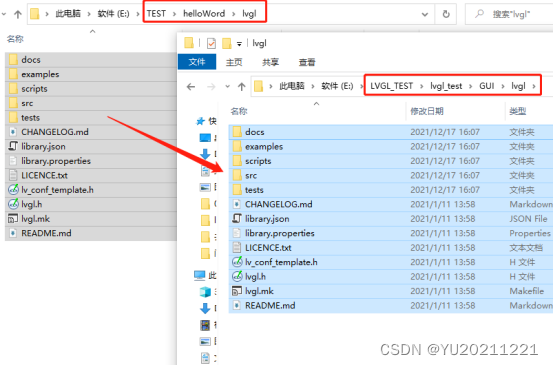 此电脑 > 软件 (E:) > TEST > helloWord > lvgl
搜索"lvgl"
名称
docs
examples
scripts
src
tests
CHANGELOG.md
library.json
library.properties
LICENCE.txt
lv_conf_template.h
lvgl.h
lvgl.mk
README.md
lvgl
文件 主页 共享 查看
此电脑 > 软件 (E:) > LVGL_TEST > lvgl_test > GUI > lvgl >
名称 修改日期 类型
docs 2021/12/17 16:07 文件夹
examples 2021/12/17 16:07 文件夹
scripts 2021/12/17 16:07 文件夹
src 2021/12/17 16:07 文件夹
tests 2021/12/17 16:07 文件夹
CHANGELOG.md 2021/1/11 13:58 Markdown
library.json 2021/1/11 13:58 JSON File
library.properties 2021/1/11 13:58 Properties
LICENCE.txt 2021/1/11 13:58 文本文档
lv_conf_template.h 2021/1/11 13:58 H 文件
lvgl.h 2021/1/11 13:58 H 文件
lvgl.mk 2021/1/11 13:58 Makefile
README.md 2021/1/11 13:58 Markdown
CSDN @YU20211221